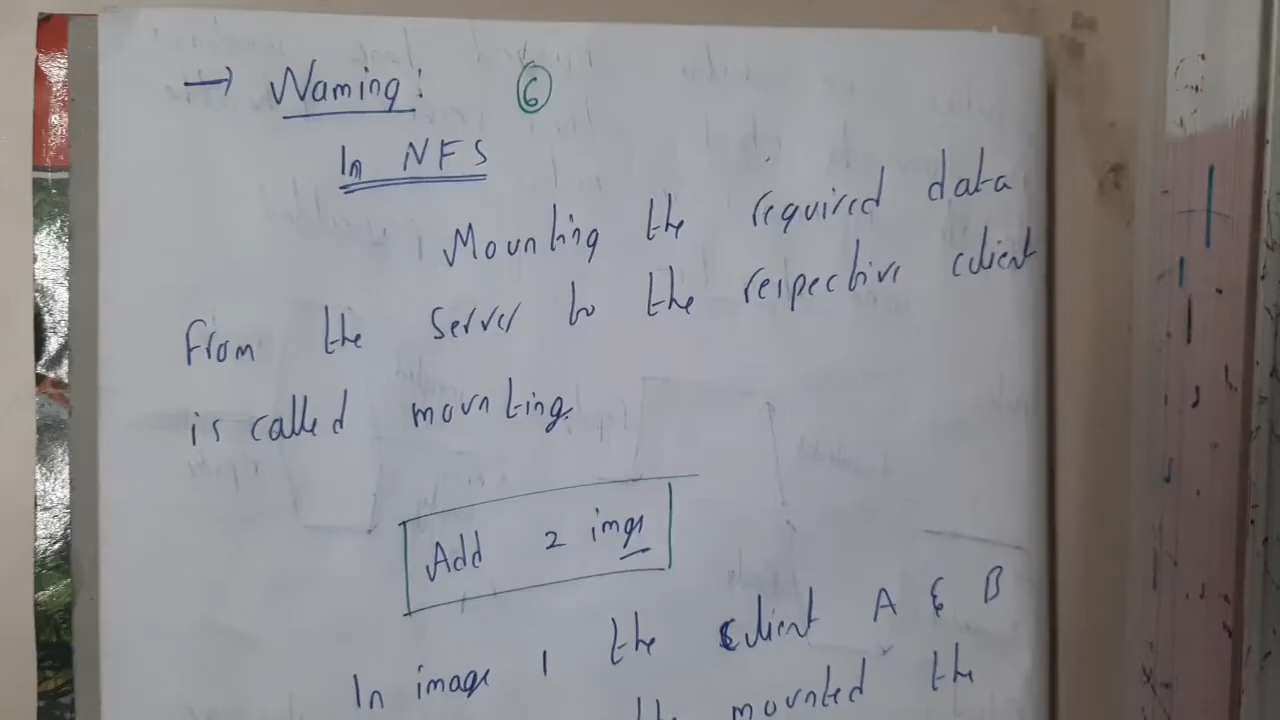 → Naming: 6
In NFS
Mounting the required data
from the server to the respective client
is called mounting.
Add 2 imgs
In image 1 the client A & B
the mounted the